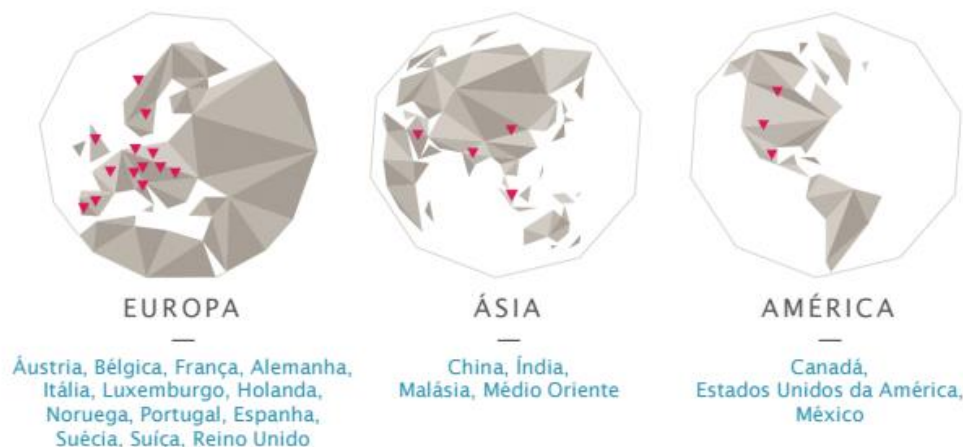 EUROPA
—
Áustria, Bélgica, França, Alemanha,
Itália, Luxemburgo, Holanda,
Noruega, Portugal, Espanha,
Suécia, Suíca, Reino Unido
ÁSIA
—
China, Índia,
Malásia, Médio Oriente
AMÉRICA
—
Canadá,
Estados Unidos da América,
México